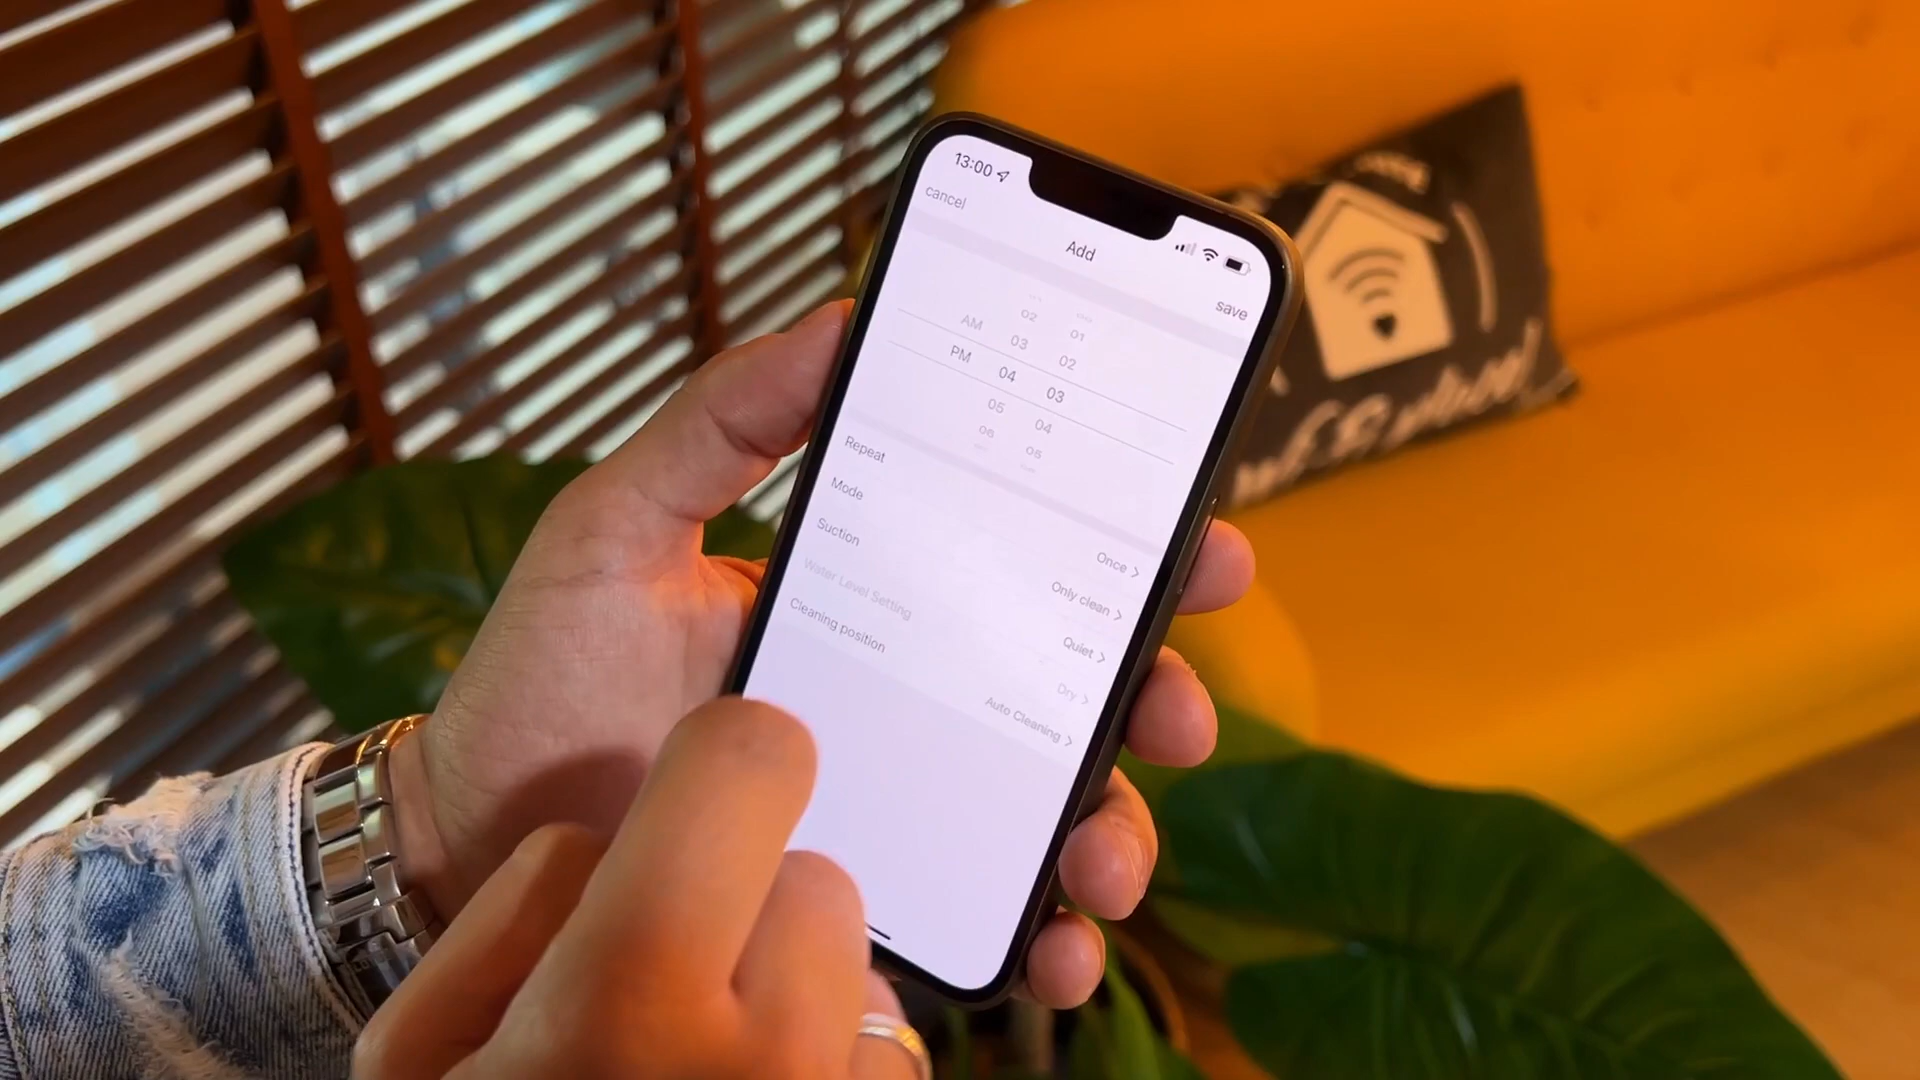 13:00
cancel
Add
save
02 01
AM 03 02
PM 04 03
05 04
06 05
Repeat Once >
Mode Only clean >
Suction Quiet >
Water Level Setting Dry >
Cleaning position Auto Cleaning >